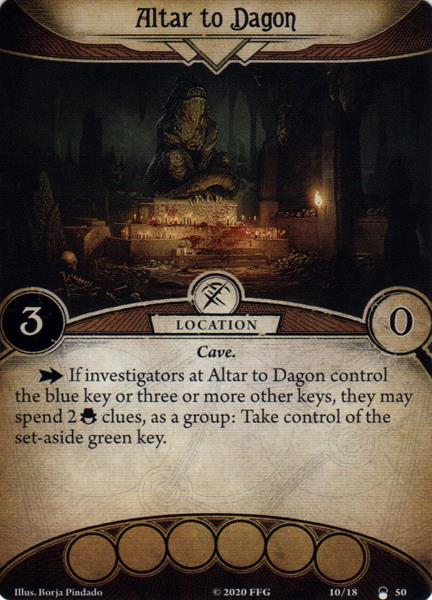 Altar to Dagon
3
LOCATION
0
Cave.
If investigators at Altar to Dagon control
the blue key or three or more other keys, they may
spend 2 clues, as a group: Take control of the
set-aside green key.
Illus. Borja Pindado
© 2020 FFG
10/18
50